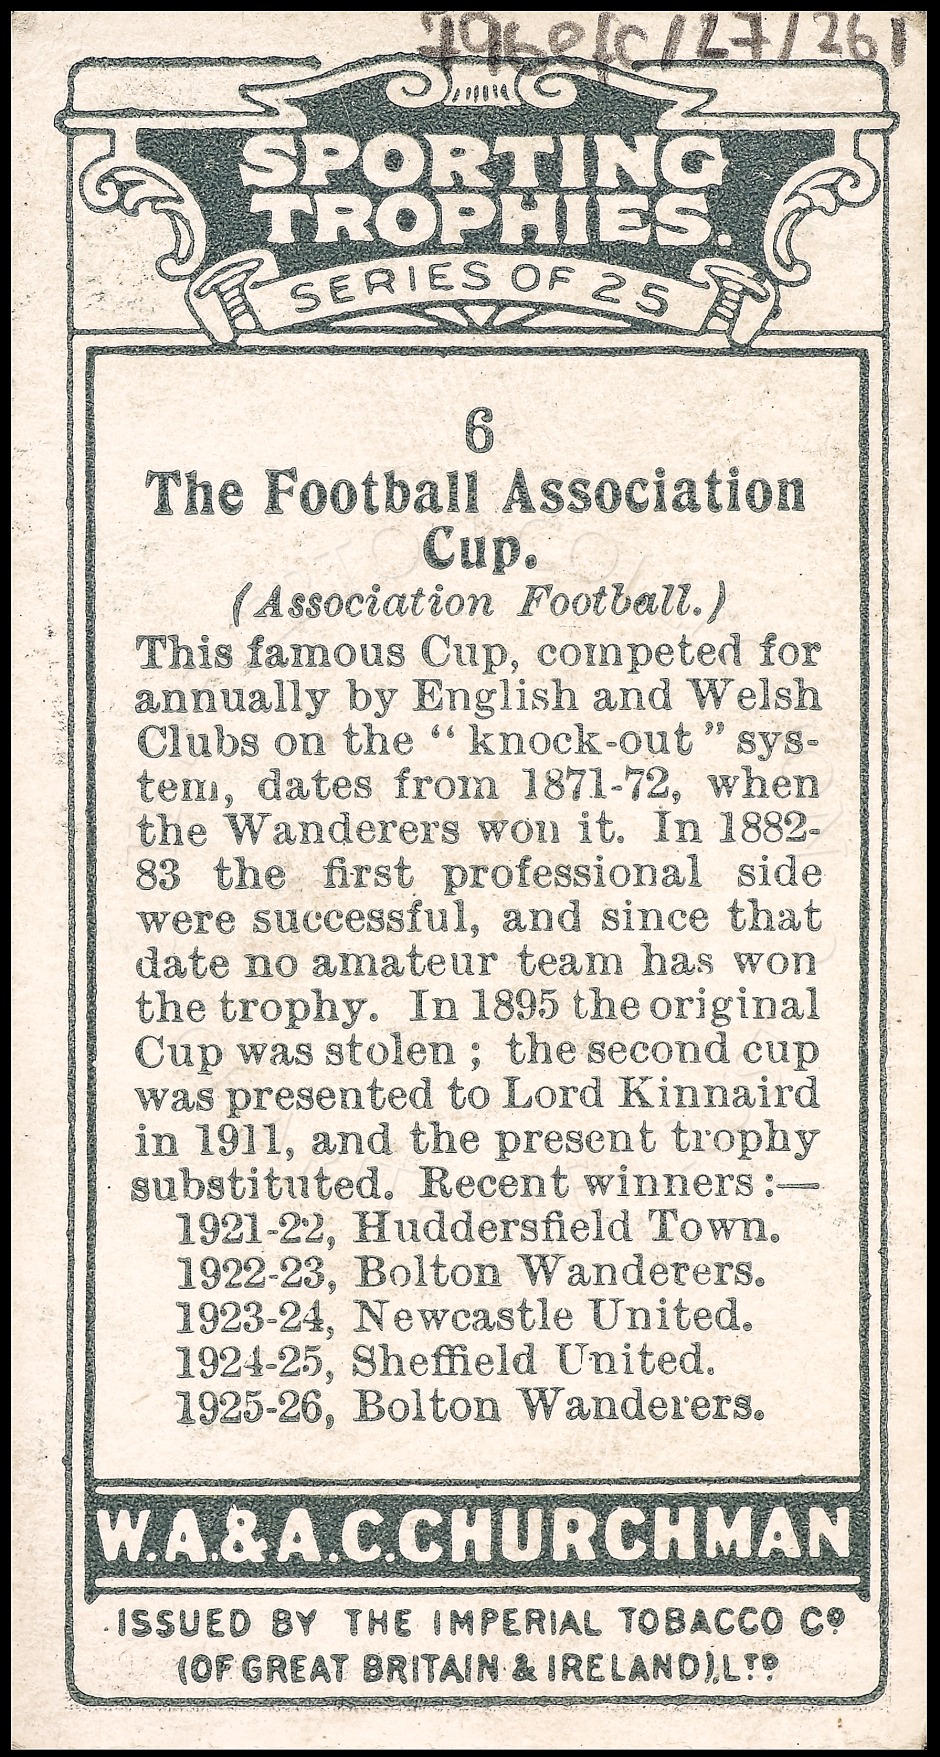 SPORTING
TROPHIES.
SERIES OF 25
6
The Football Association
Cup.
(Association Football.)
This famous Cup, competed for
annually by English and Welsh
Clubs on the “ knock-out ” sys-
tem, dates from 1871-72, when
the Wanderers won it. In 1882-
83 the first professional side
were successful, and since that
date no amateur team has won
the trophy. In 1895 the original
Cup was stolen ; the second cup
was presented to Lord Kinnaird
in 1911, and the present trophy
substituted. Recent winners :—
1921-22, Huddersfield Town.
1922-23, Bolton Wanderers.
1923-24, Newcastle United.
1924-25, Sheffield United.
1925-26, Bolton Wanderers.
W.A.& A.C.CHURCHMAN
ISSUED BY THE IMPERIAL TOBACCO Cº
(OF GREAT BRITAIN & IRELAND), LTD